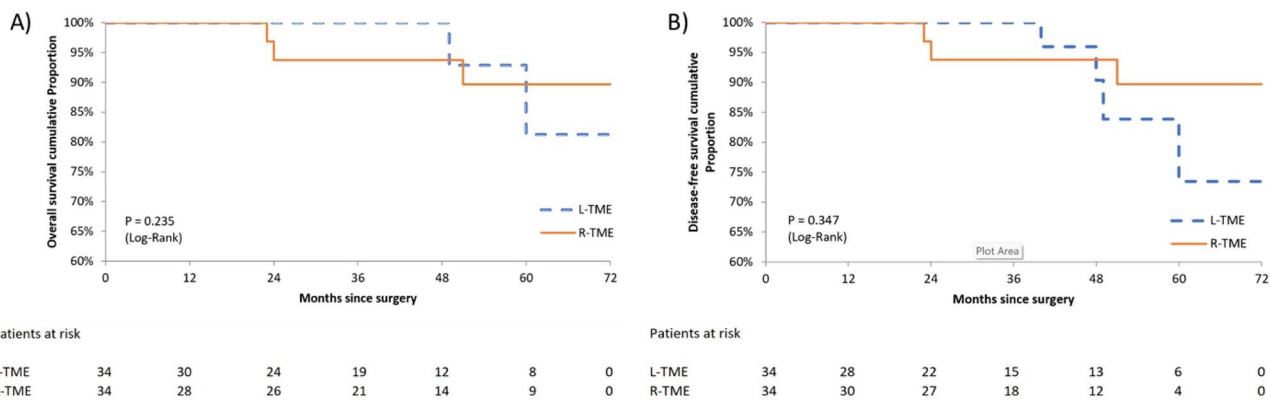 A)
Overall survival cumulative Proportion
100%
95%
90%
85%
80%
75%
70%
65%
60%
P = 0.235
(Log-Rank)
L-TME
R-TME
0 12 24 36 48 60 72
Months since surgery
atients at risk
-TME 34 30 24 19 12 8 0
-TME 34 28 26 21 14 9 0
B)
Disease-free survival cumulative
Proportion
100%
95%
90%
85%
80%
75%
70%
65%
60%
P = 0.347
(Log-Rank)
L-TME
R-TME
Plot Area
0 12 24 36 48 60 72
Months since surgery
Patients at risk
L-TME 34 28 22 15 13 6 0
R-TME 34 30 27 18 12 4 0